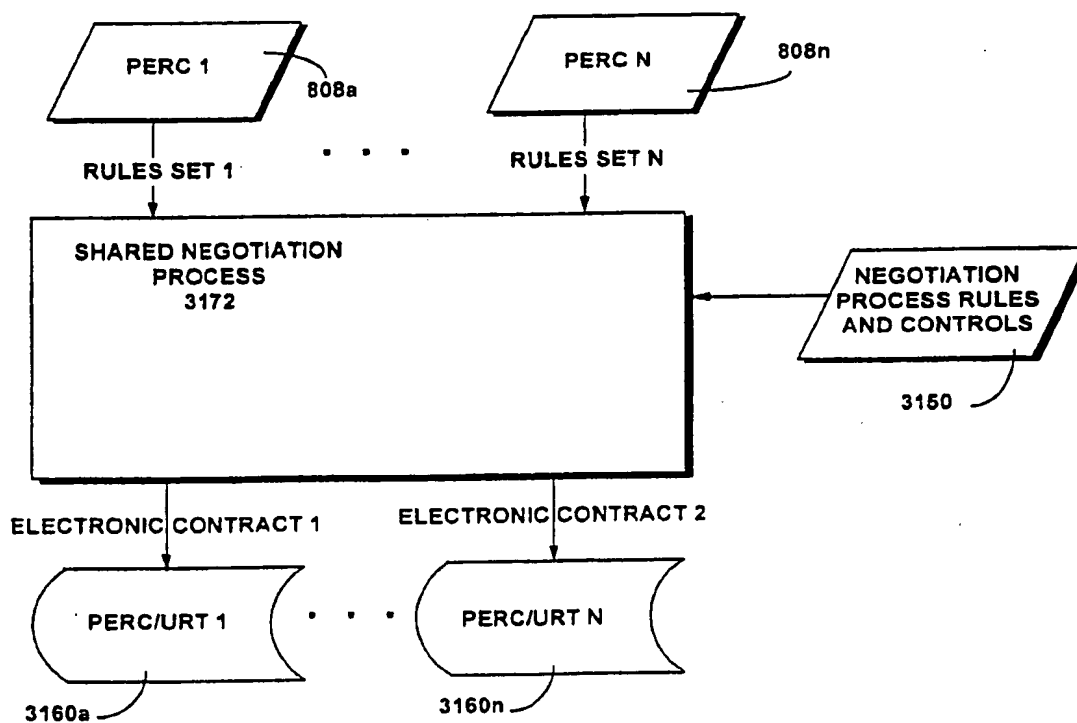 PERC 1
808a
PERC N
808n
RULES SET 1
. . .
RULES SET N
SHARED NEGOTIATION
PROCESS
3172
NEGOTIATION
PROCESS RULES
AND CONTROLS
3150
ELECTRONIC CONTRACT 1
ELECTRONIC CONTRACT 2
PERC/URT 1
. . .
PERC/URT N
3160a
3160n